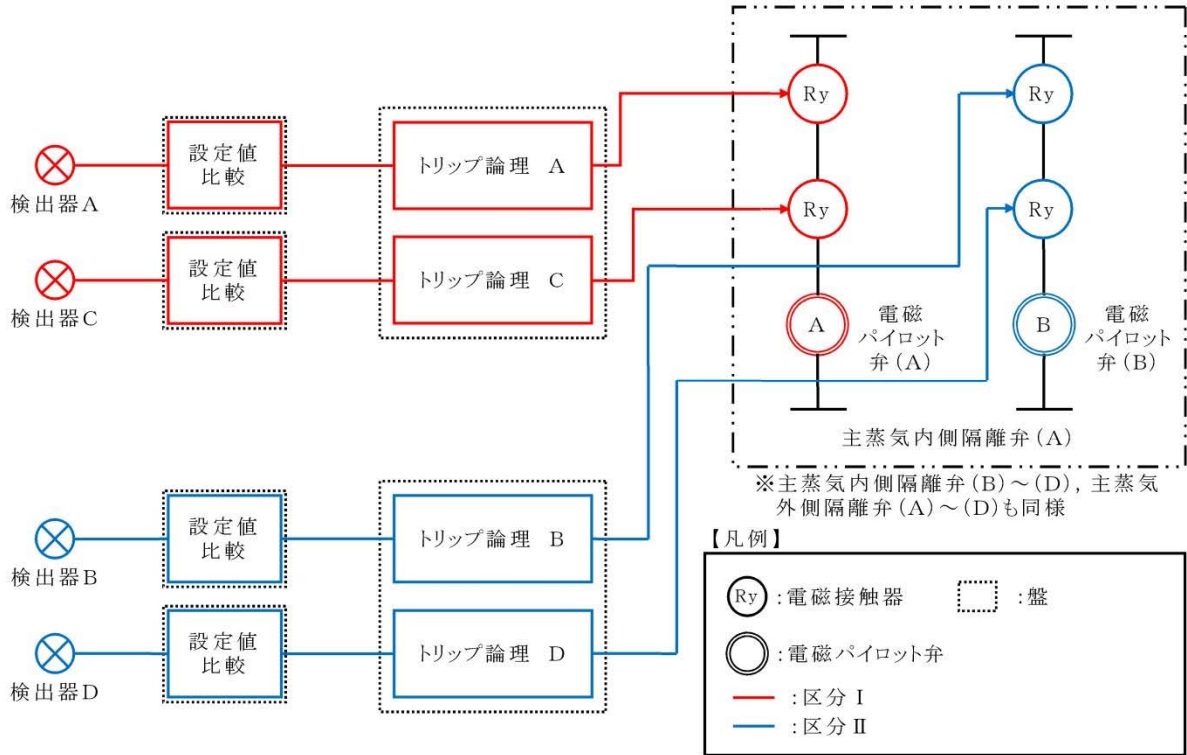 検出器A
設定値
比較
トリップ論理 A
検出器C
設定値
比較
トリップ論理 C
検出器B
設定値
比較
トリップ論理 B
検出器D
設定値
比較
トリップ論理 D
Ry
Ry
Ry
Ry
A
電磁
パイロット
弁(A)
B
電磁
パイロット
弁(B)
主蒸気内側隔離弁(A)
※主蒸気内側隔離弁(B)~(D), 主蒸気
外側隔離弁(A)~(D)も同様
【凡例】
Ry :電磁接触器
:盤
:電磁パイロット弁
:区分Ⅰ
:区分Ⅱ